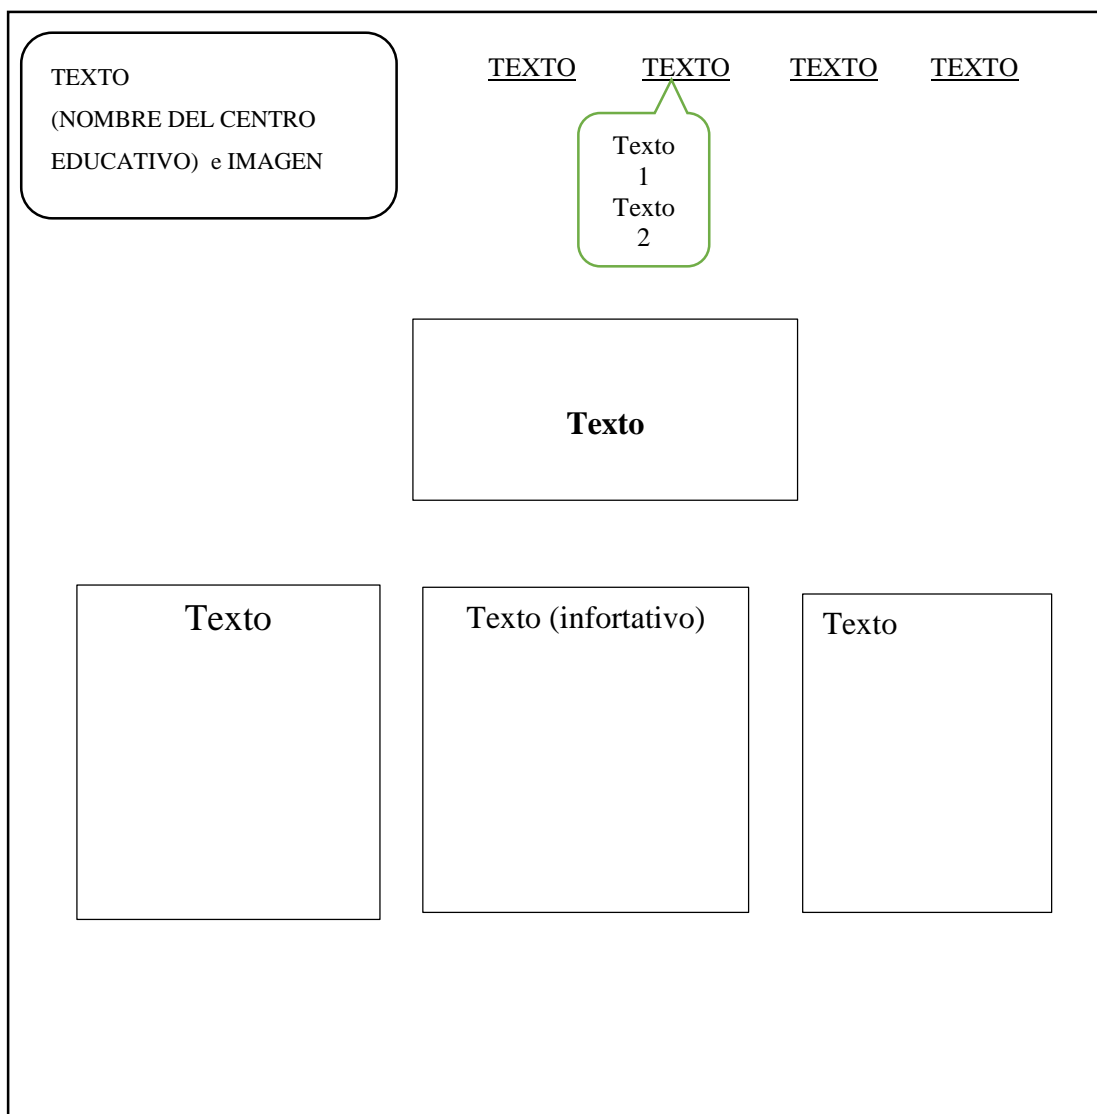 TEXTO
(NOMBRE DEL CENTRO
EDUCATIVO) e IMAGEN
TEXTO TEXTO TEXTO TEXTO
Texto
1
Texto
2
Texto
Texto
Texto (infortativo)
Texto